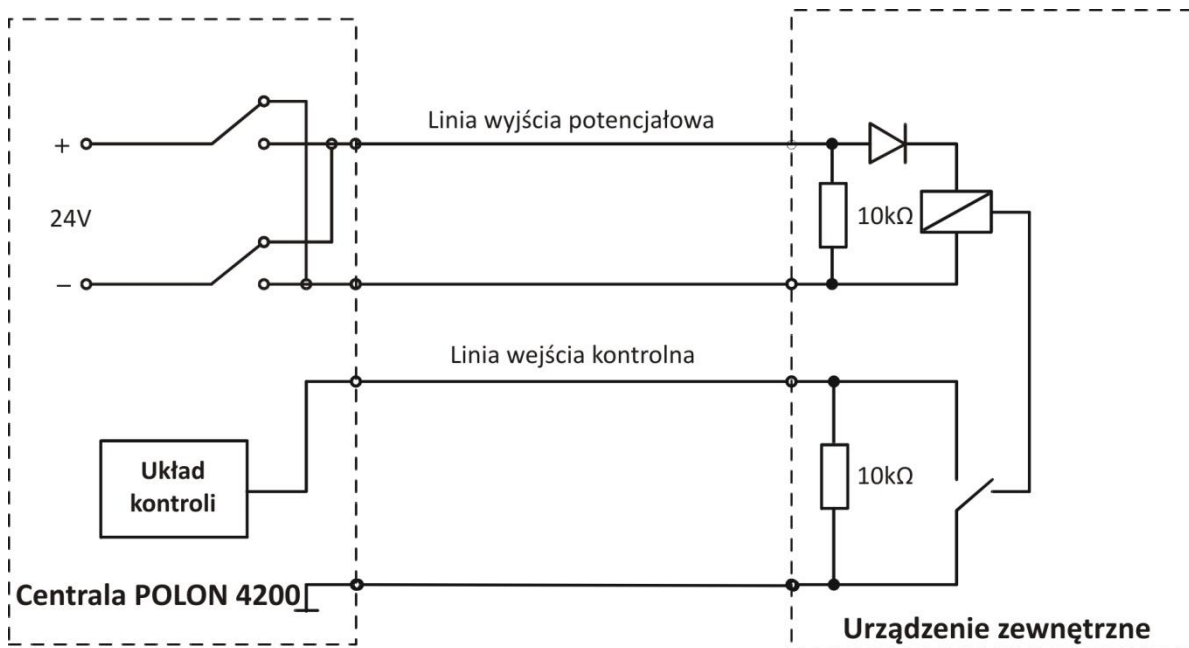 Linia wyjścia potencjałowa
+
24V
10kΩ
−
Linia wejścia kontrolna
Układ
kontroli
10kΩ
Centrala POLON 4200
Urządzenie zewnętrzne